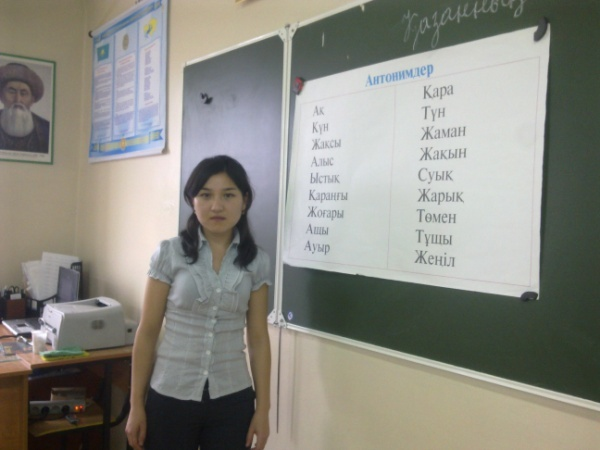 Қазанның
Антонимдер
Ақ Қара
Күн Түн
Жақсы Жаман
Алыс Жақын
Ыстық Суық
Қараңғы Жарық
Жоғары Төмен
Ащы Тұщы
Ауыр Жеңіл